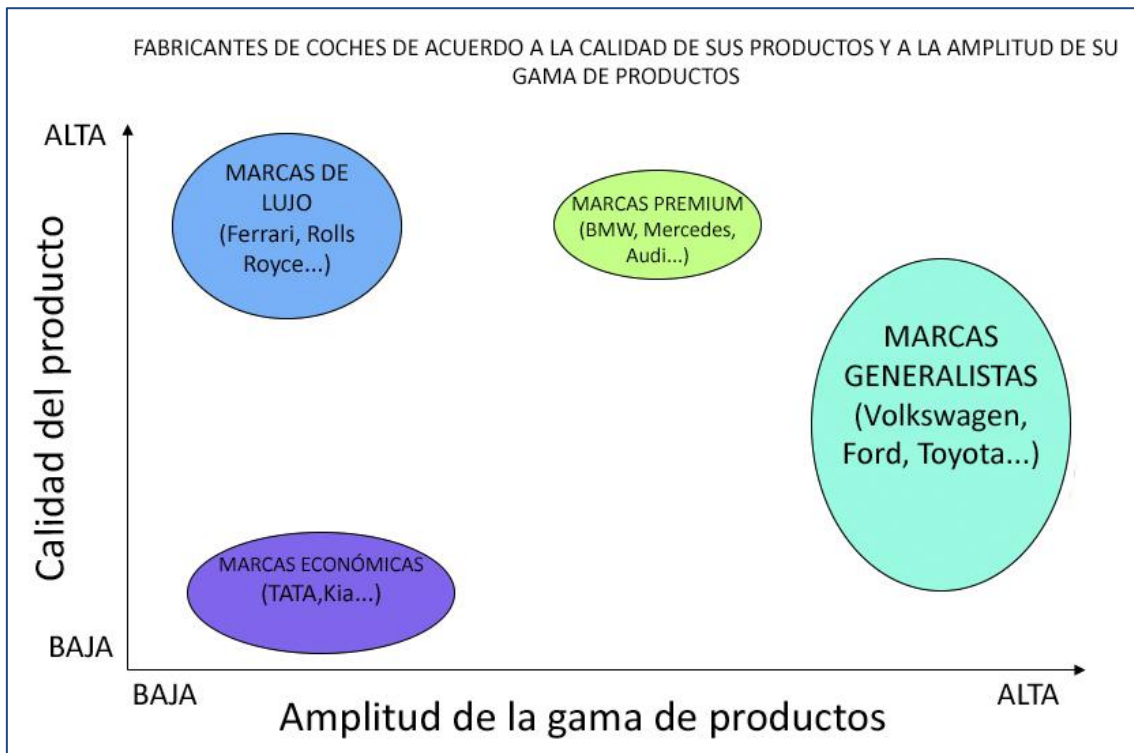 FABRICANTES DE COCHES DE ACUERDO A LA CALIDAD DE SUS PRODUCTOS Y A LA AMPLITUD DE SU
GAMA DE PRODUCTOS
ALTA
Calidad del producto
BAJA
MARCAS DE
LUJO
(Ferrari, Rolls
Royce...)
MARCAS PREMIUM
(BMW, Mercedes,
Audi...)
MARCAS
GENERALISTAS
(Volkswagen,
Ford, Toyota...)
MARCAS ECONÓMICAS
(TATA,Kia...)
BAJA
ALTA
Amplitud de la gama de productos